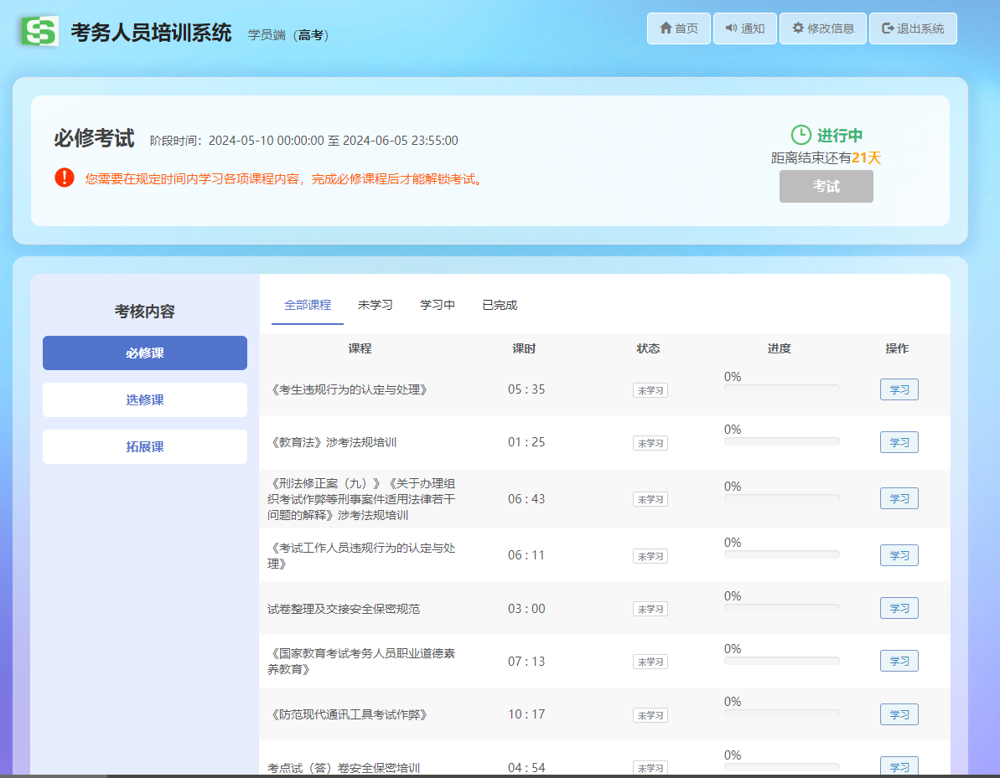 考务人员培训系统 学员端（高考）
首页 通知 修改信息 退出系统
必修考试 阶段时间：2024-05-10 00:00:00 至 2024-06-05 23:55:00
您需要在规定时间内学习各项课程内容，完成必修课程后才能解锁考试。
进行中
距离结束还有21天
考试
考核内容
必修课
选修课
拓展课
全部课程 未学习 学习中 已完成
课程 课时 状态 进度 操作
《考生违规行为的认定与处理》 05 : 35 未学习 0% 学习
《教育法》涉考法规培训 01 : 25 未学习 0% 学习
《刑法修正案（九）》《关于办理组
织考试作弊等刑事案件适用法律若干
问题的解释》涉考法规培训 06 : 43 未学习 0% 学习
《考试工作人员违规行为的认定与处
理》 06 : 11 未学习 0% 学习
试卷整理及交接安全保密规范 03 : 00 未学习 0% 学习
《国家教育考试考务人员职业道德素
养教育》 07 : 13 未学习 0% 学习
《防范现代通讯工具考试作弊》 10 : 17 未学习 0% 学习
考点试（答）卷安全保密培训 04 : 54 未学习 0% 学习